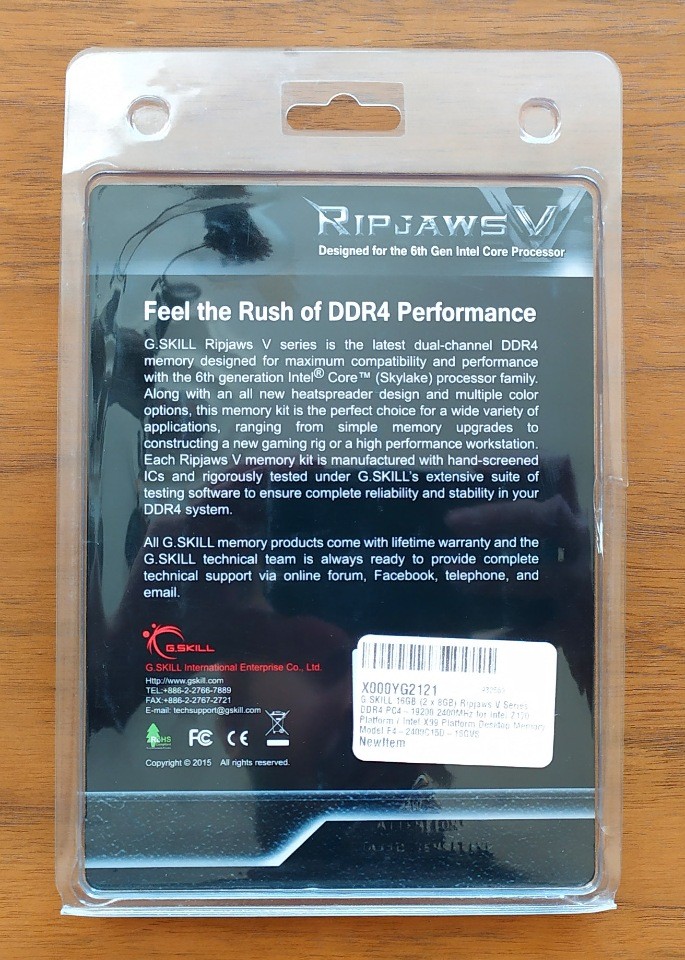 RIPJAWS V
Designed for the 6th Gen Intel Core Processor
Feel the Rush of DDR4 Performance
G.SKILL Ripjaws V series is the latest dual-channel DDR4
memory designed for maximum compatibility and performance
with the 6th generation Intel® Core™ (Skylake) processor family.
Along with an all new heatspreader design and multiple color
options, this memory kit is the perfect choice for a wide variety of
applications, ranging from simple memory upgrades to
constructing a new gaming rig or a high performance workstation.
Each Ripjaws V memory kit is manufactured with hand-screened
ICs and rigorously tested under G.SKILL's extensive suite of
testing software to ensure complete reliability and stability in your
DDR4 system.
All G.SKILL memory products come with lifetime warranty and the
G.SKILL technical team is always ready to provide complete
technical support via online forum, Facebook, telephone, and
email.
G.SKILL
G.SKILL International Enterprise Co., Ltd.
Http://www.gskill.com
TEL:+886-2-2766-7889
FAX:+886-2-2767-2721
E-mail: techsupport@gskill.com
RoHS FC CE
Copyright © 2015 All rights reserved.
X000YG2121
G.SKILL 16GB (2 x 8GB) Ripjaws V Series
DDR4 PC4 - 19200 2400MHz for Intel Z170
Platform / Intel X99 Platform Desktop Memory
Model F4 - 2400C15D - 16GVR
NewItem